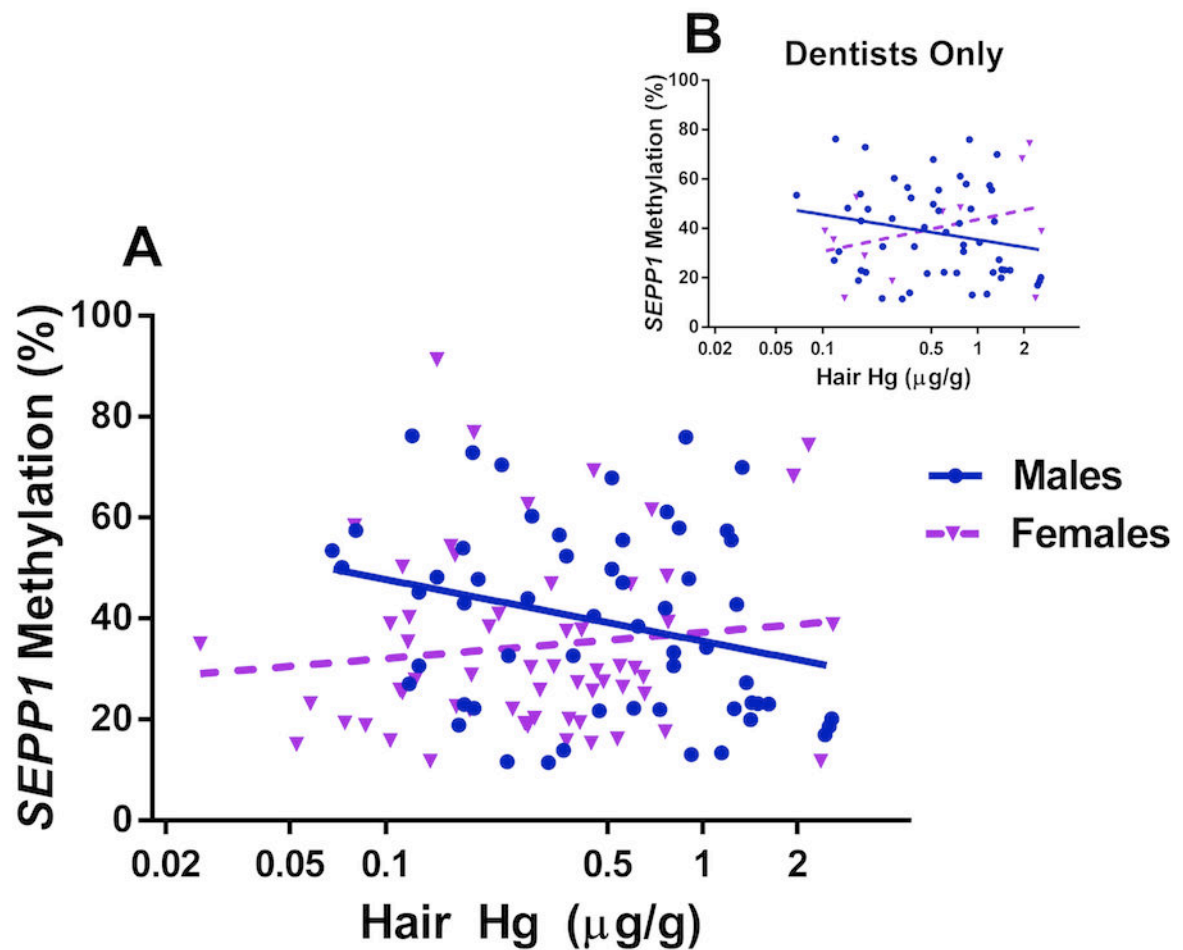 B
Dentists Only
SEPP1 Methylation (%)
100
80
60
40
20
0
0.02 0.05 0.1 0.5 1 2
Hair Hg (μg/g)
A
SEPP1 Methylation (%)
100
80
60
40
20
0
0.02 0.05 0.1 0.5 1 2
Hair Hg (μg/g)
Males
Females